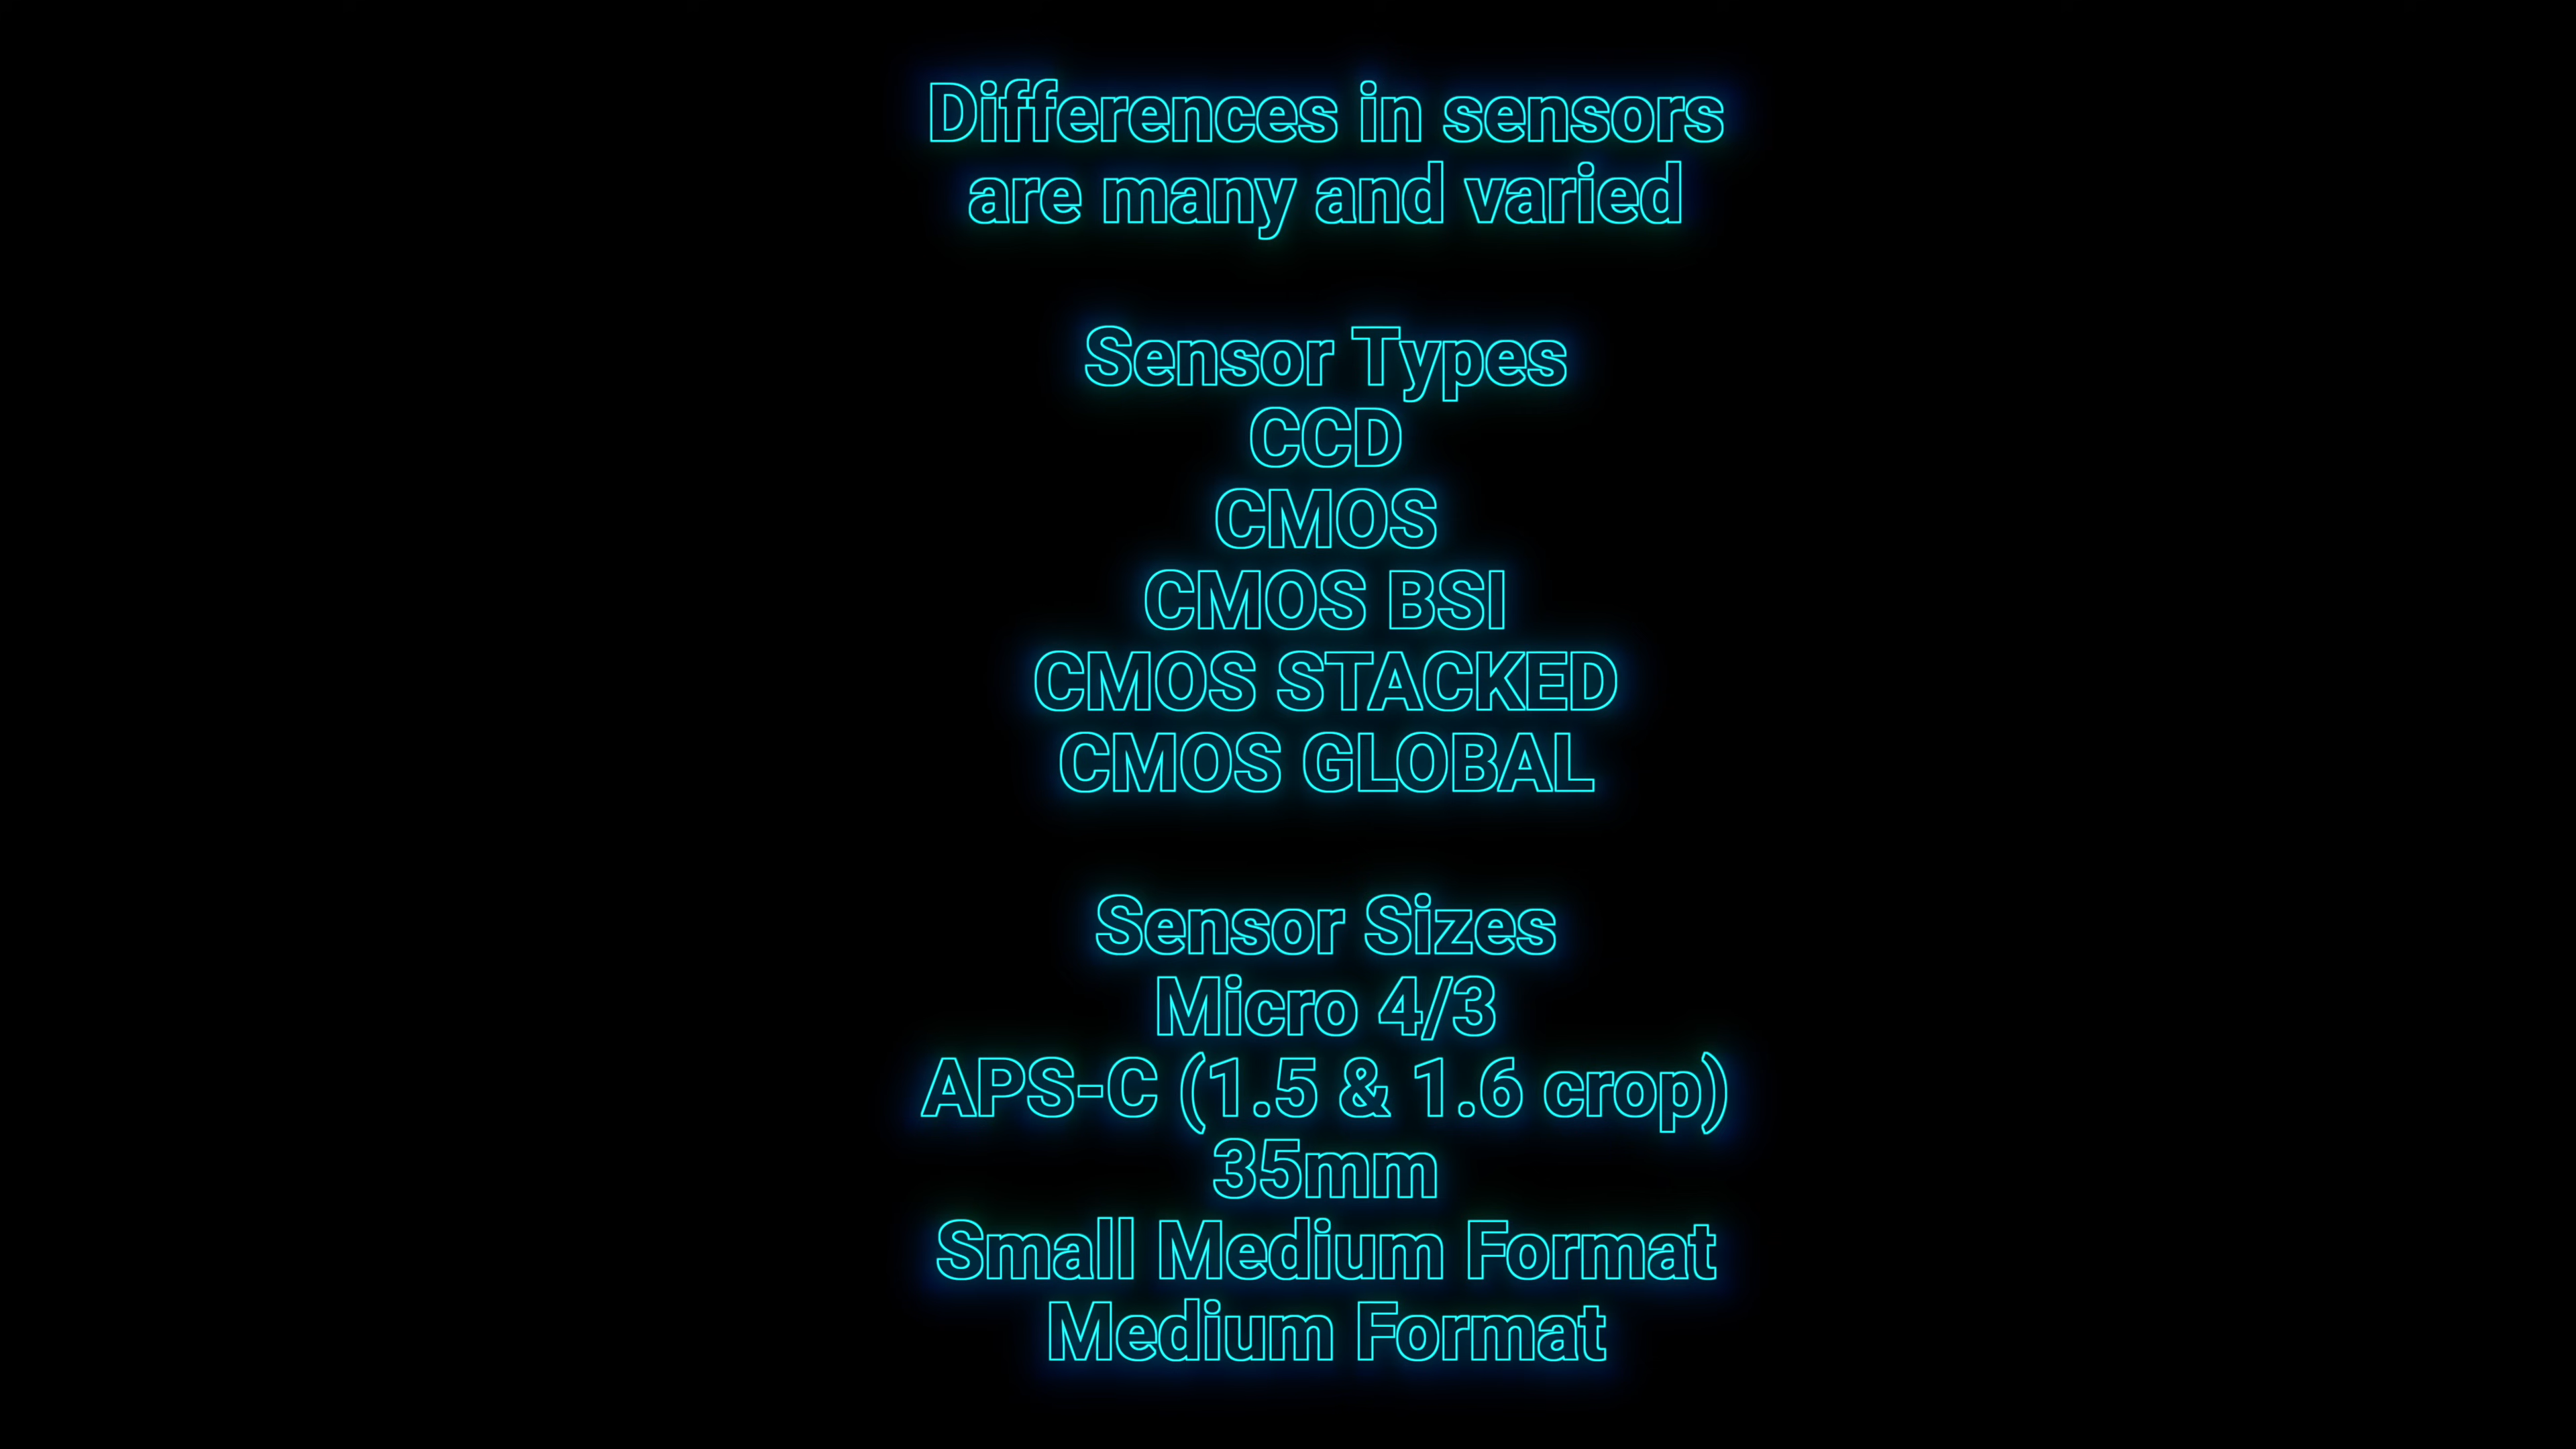 Differences in sensors
are many and varied
Sensor Types
CCD
CMOS
CMOS BSI
CMOS STACKED
CMOS GLOBAL
Sensor Sizes
Micro 4/3
APS-C (1.5 & 1.6 crop)
35mm
Small Medium Format
Medium Format